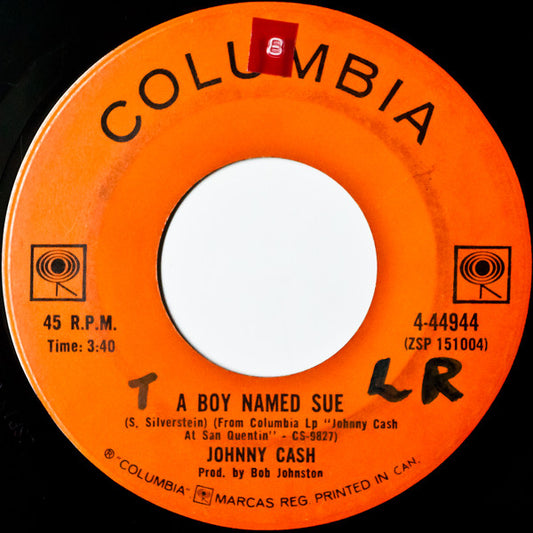 8
COLUMBIA
45 R.P.M.
Time: 3:40
4-44944
(ZSP 151004)
T
LR
A BOY NAMED SUE
(S. Silverstein) (From Columbia Lp "Johnny Cash
At San Quentin" - CS-9827)
JOHNNY CASH
Prod. by Bob Johnston
® "COLUMBIA" MARCAS REG. PRINTED IN CAN.